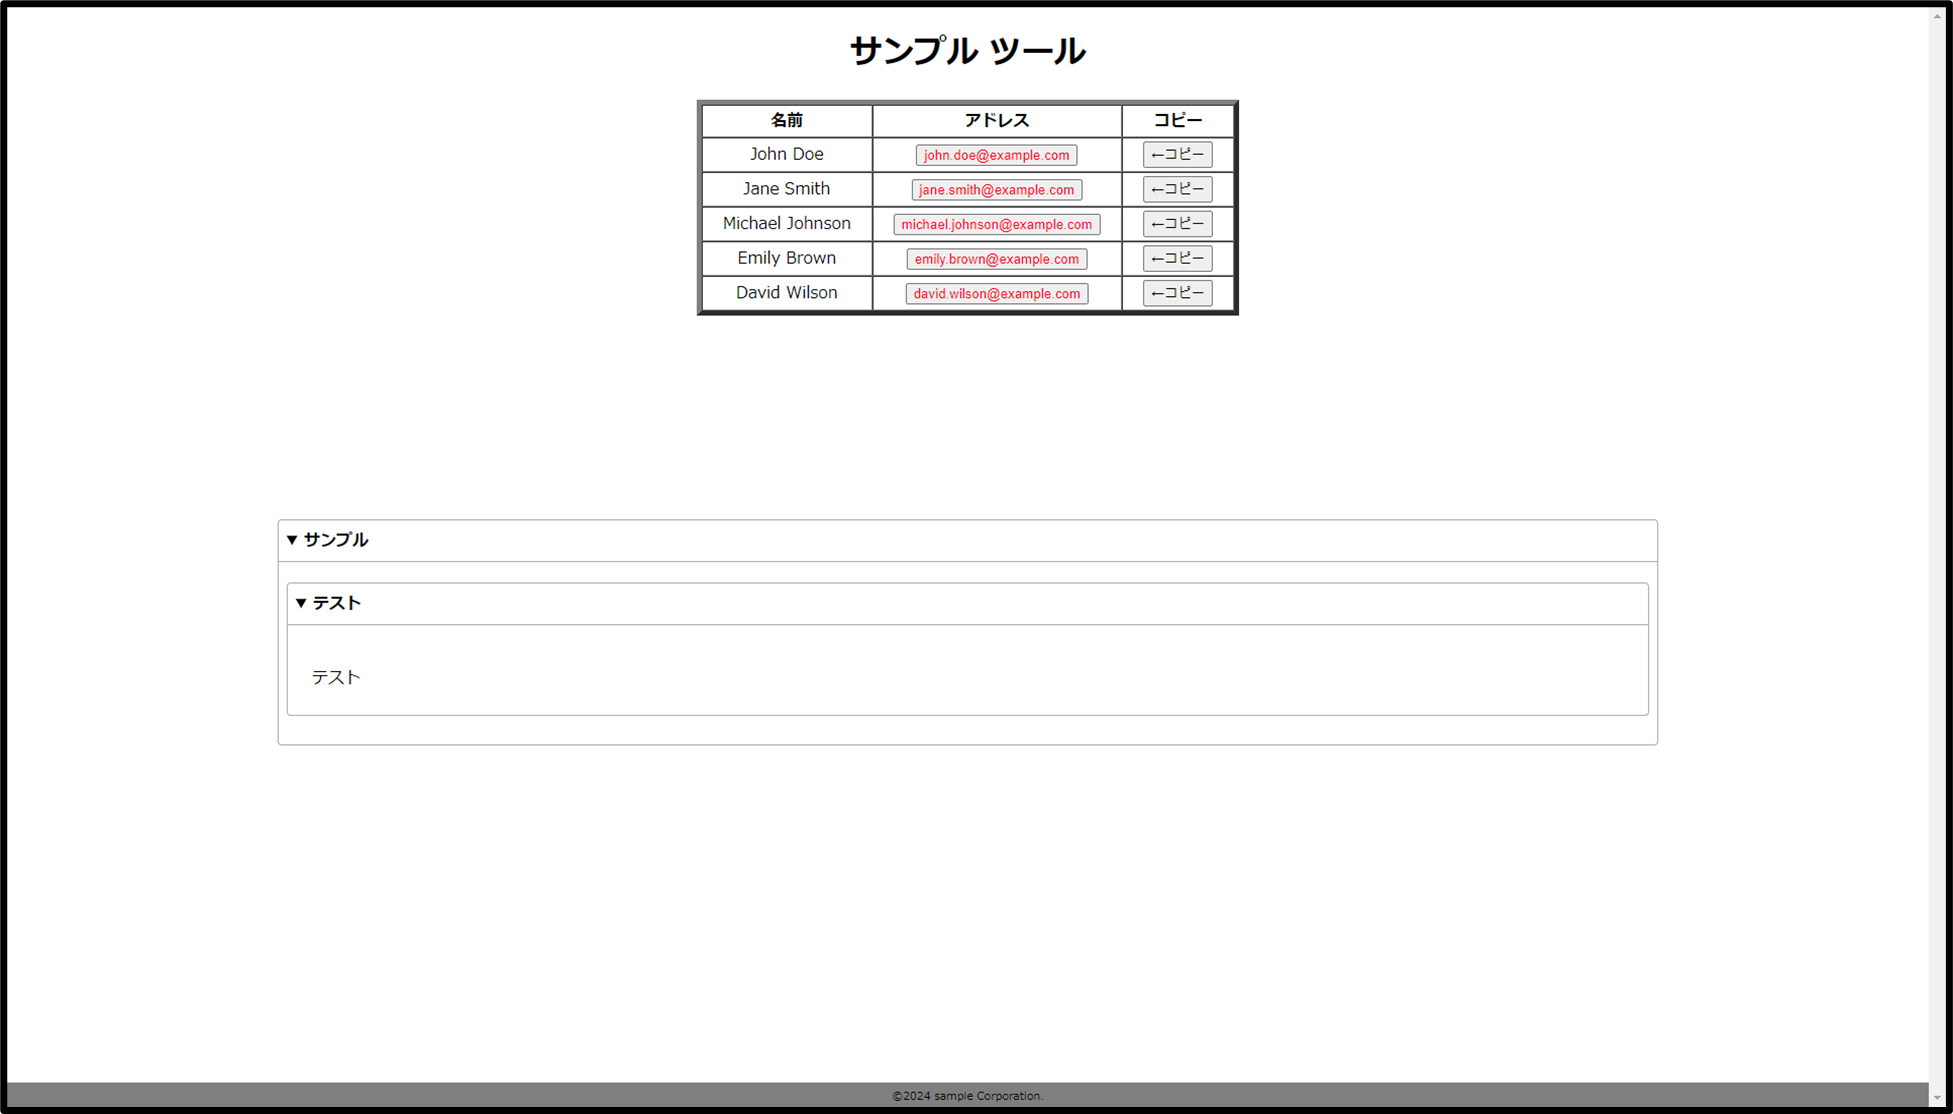 サンプル ツール
名前 アドレス コピー
John Doe john.doe@example.com ←コピー
Jane Smith jane.smith@example.com ←コピー
Michael Johnson michael.johnson@example.com ←コピー
Emily Brown emily.brown@example.com ←コピー
David Wilson david.wilson@example.com ←コピー
▼ サンプル
▼ テスト
テスト
©2024 sample Corporation.